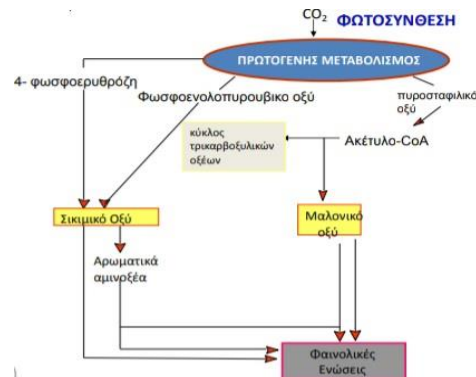 CO₂ ΦΩΤΟΣΥΝΘΕΣΗ
ΠΡΩΤΟΓΕΝΗΣ ΜΕΤΑΒΟΛΙΣΜΟΣ
4- φωσφοερυθρόζη
Φωσφοενολοπυρουβικο οξύ
πυροσταφιλικό
οξύ
κύκλος
τρικαρβοξυλικών
οξέων
Ακέτυλο-CoA
Σικιμικό Οξύ
Μαλονικό
οξύ
Αρωματικά
αμινοξέα
Φαινολικές
Ενώσεις